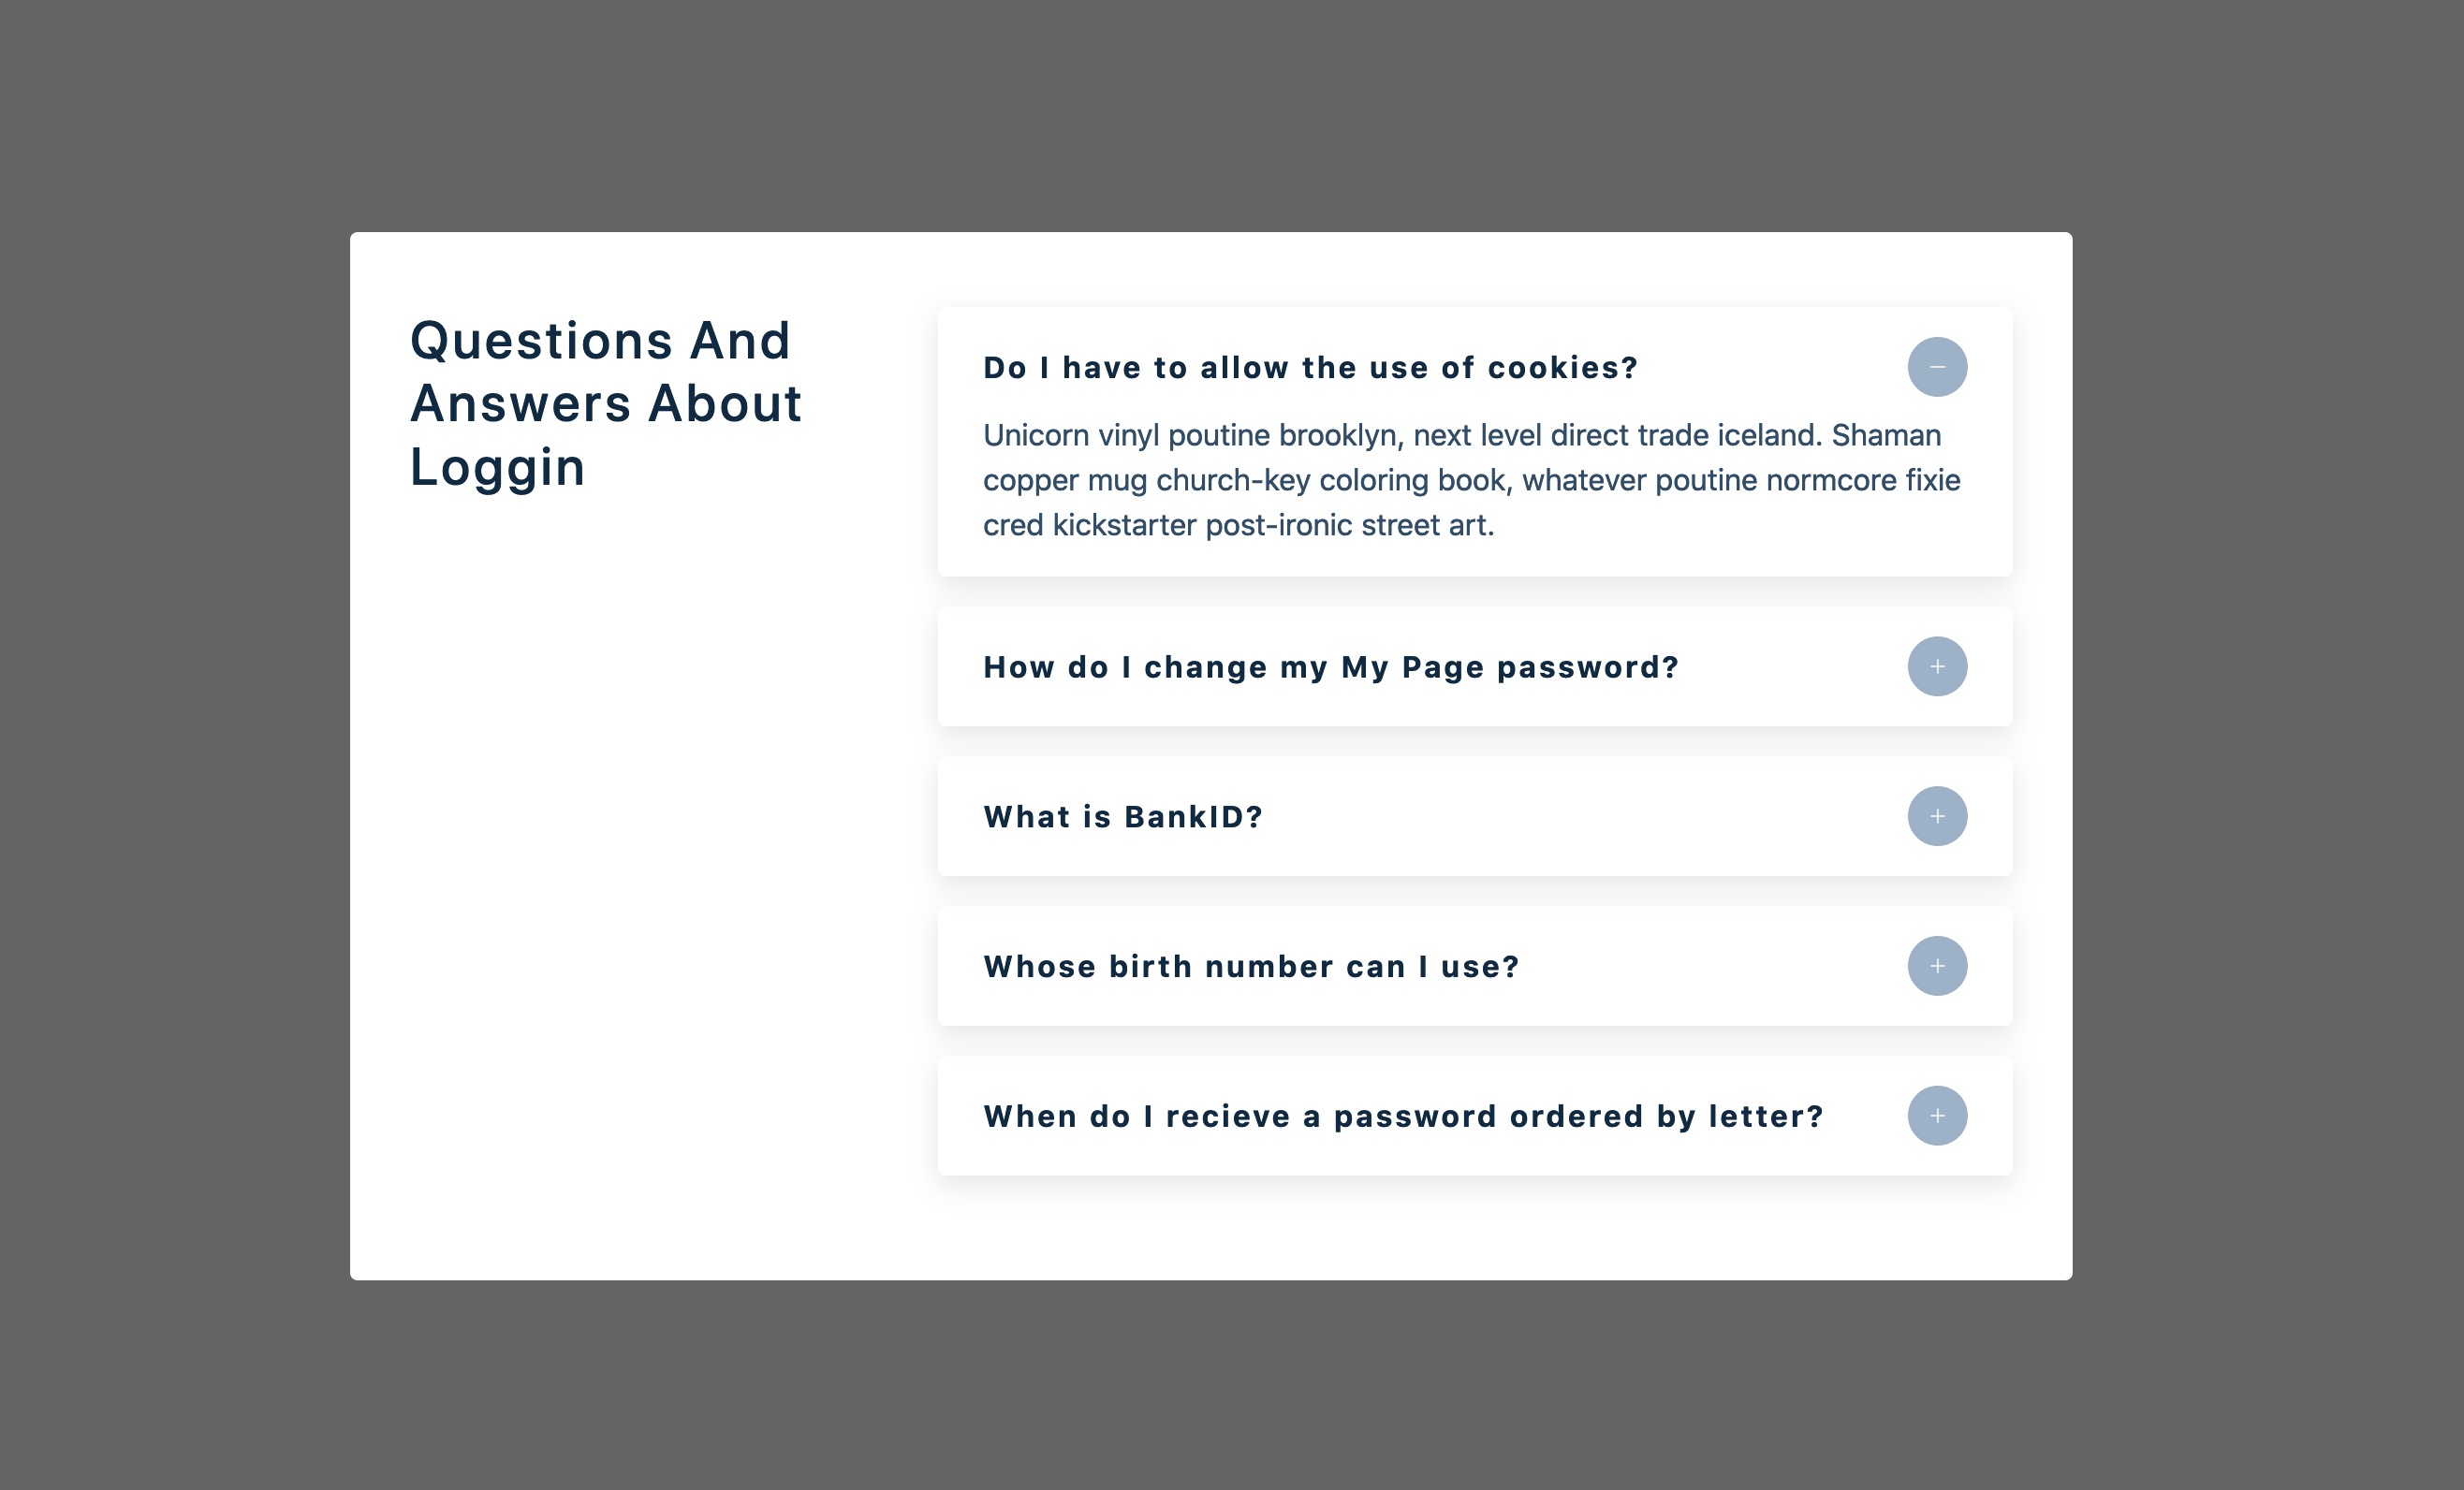 Questions And
Answers About
Loggin
Do I have to allow the use of cookies?
Unicorn vinyl poutine brooklyn, next level direct trade iceland. Shaman
copper mug church-key coloring book, whatever poutine normcore fixie
cred kickstarter post-ironic street art.
How do I change my My Page password?
What is BankID?
Whose birth number can I use?
When do I recieve a password ordered by letter?